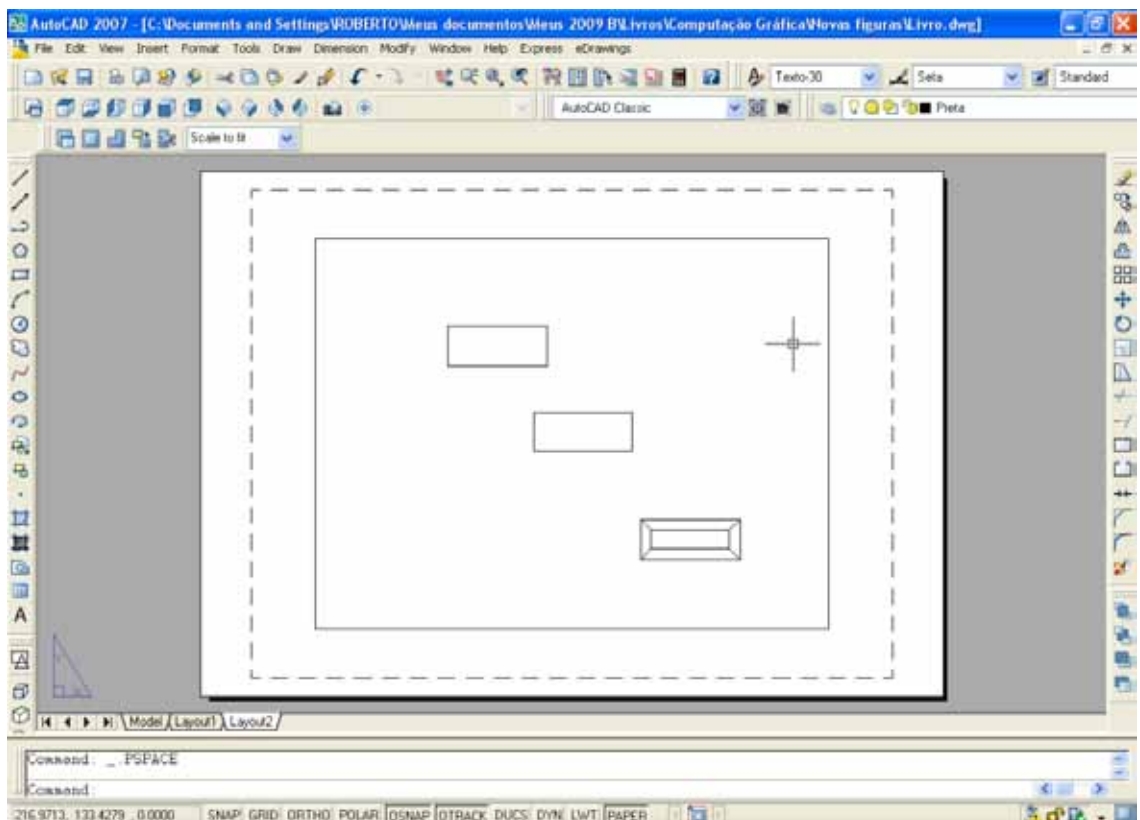 AutoCAD 2007 - [C:\Documents and Settings\ROBERTO\Meus documentos\Meus 2009 B\Livros\Computação Gráfica\Novas figuras\Livro.dwg]
File Edit View Insert Format Tools Draw Dimension Modify Window Help Express eDrawings
Texto-30 Seta Standard
AutoCAD Classic Preta
Scale to fit
A
Model Layout1 Layout2
Command: _.PSPACE
Command:
216.9713, 133.4279 , 0.0000 SNAP GRID ORTHO POLAR OSNAP OTRACK DUCS DYN LWT PAPER